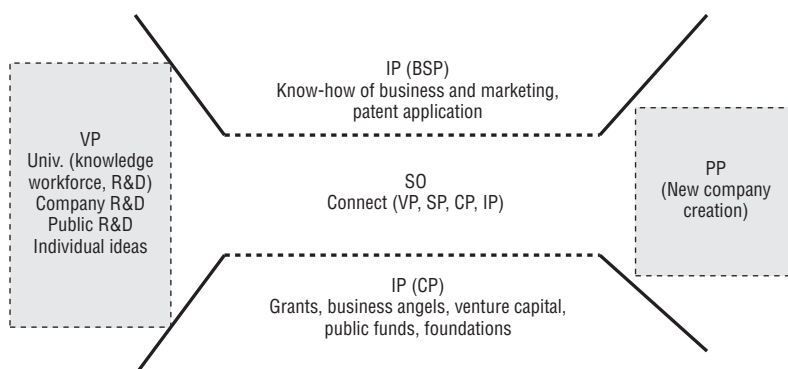 IP (BSP)
Know-how of business and marketing,
patent application
VP
Univ. (knowledge
workforce, R&D)
Company R&D
Public R&D
Individual ideas
SO
Connect (VP, SP, CP, IP)
PP
(New company
creation)
IP (CP)
Grants, business angels, venture capital,
public funds, foundations